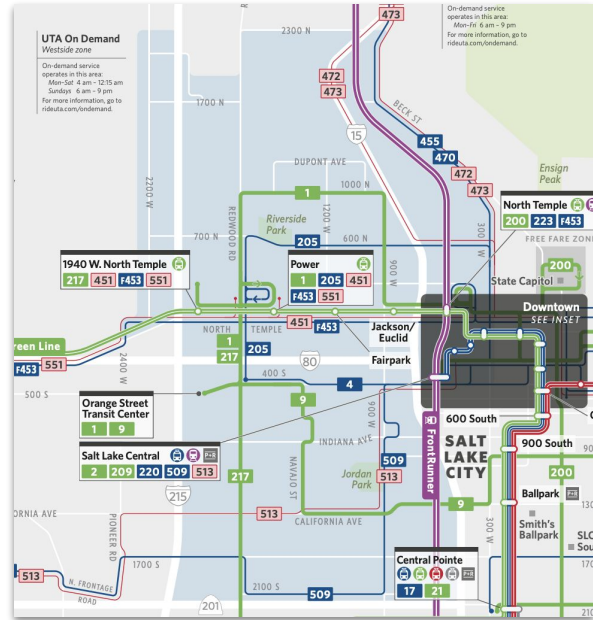 UTA On Demand
Westside zone
On-demand service
operates in this area:
Mon-Sat 4 am – 12:15 am
Sundays 6 am – 9 pm
For more information, go to
rideuta.com/ondemand.
On-demand service
operates in this area:
Mon-Fri 6 am – 9 pm
For more information, go to
rideuta.com/ondemand.
473
2300 N
472
473
1700 N
BECK ST
15
455
470
472
473
Ensign
Peak
DUPONT AVE
1000 N
1
2200 W
REDWOOD RD
1200 W
Riverside
Park
700 N
205
600 N
900 W
300 W
North Temple
200 223 F453
FREE FARE ZONE
200
State Capitol
1940 W. North Temple
217 451 F453 551
Power
1 205 451
F453 551
Downtown
SEE INSET
NORTH
TEMPLE
451 F453
Jackson/
Euclid
Fairpark
reen Line
F453 551
1
217
205
2400 W
80
400 S
4
500 S
Orange Street
Transit Center
1 9
9
900 W
600 South
Salt Lake Central
2 209 220 509 513
INDIANA AVE
FrontRunner
SALT
LAKE
CITY
900 South
217
NAVAJO ST
509
513
Jordan
Park
200
215
Ballpark
P+R
ORNIA AVE
PIONEER RD
513
CALIFORNIA AVE
9
300 W
Smith's
Ballpark
SLC
Sou
1700 S
Central Pointe
17 21
513
N. FRONTAGE
ROAD
2100 S
509
201